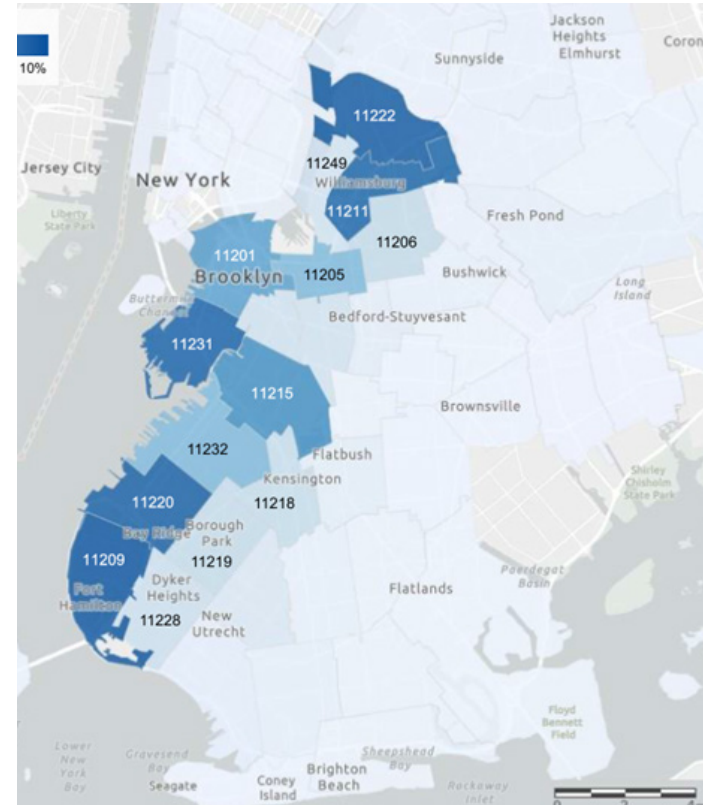 Jackson
Heights
Elmhurst
Coron
Sunnyside
10%
11222
Jersey City
New York
11249
Williamsburg
Liberty
State Park
11211
Fresh Pond
11206
11201
Brooklyn
11205
Bushwick
Long
Island
Buttermilk
Channel
Bedford-Stuyvesant
11231
11215
Brownsville
11232
Flatbush
Kensington
Shirley
Chisholm
State Park
11220
11218
Bay Ridge
Borough
Park
11209
11219
Paerdegat
Basin
Fort
Hamilton
Dyker
Heights
Flatlands
11228
New
Utrecht
Floyd
Bennett
Field
Lower
New York
Bay
Gravesend
Bay
Sheepshead
Bay
Seagate
Coney
Island
Brighton
Beach
Rockaway
Inlet